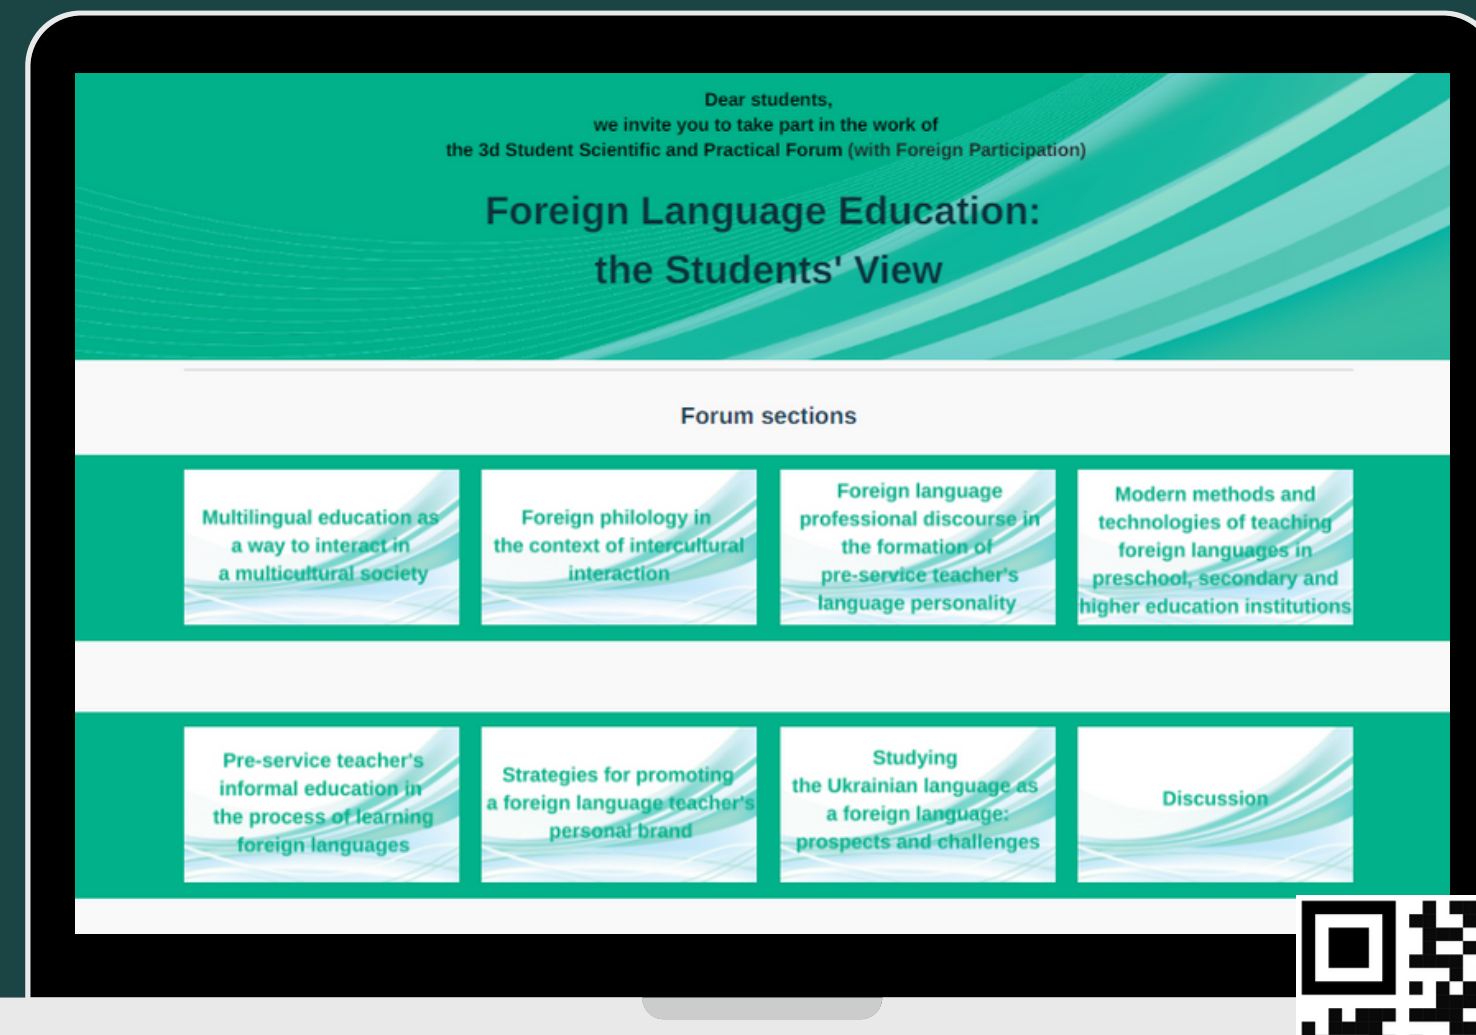 Dear students,
we invite you to take part in the work of
the 3d Student Scientific and Practical Forum (with Foreign Participation)
Foreign Language Education:
the Students' View
Forum sections
Multilingual education as
a way to interact in
a multicultural society
Foreign philology in
the context of intercultural
interaction
Foreign language
professional discourse in
the formation of
pre-service teacher's
language personality
Modern methods and
technologies of teaching
foreign languages in
preschool, secondary and
higher education institutions
Pre-service teacher's
informal education in
the process of learning
foreign languages
Strategies for promoting
a foreign language teacher's
personal brand
Studying
the Ukrainian language as
a foreign language:
prospects and challenges
Discussion